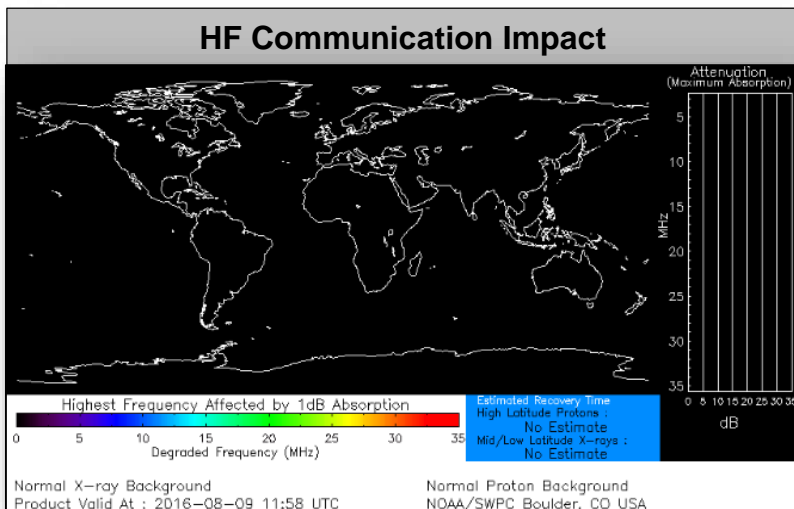 HF Communication Impact
Attenuation
(Maximum Absorption)
5
10
15
20
25
30
35
MHz
0 5 10 15 20 25 30 35
dB
Highest Frequency Affected by 1dB Absorption
0 5 10 15 20 25 30 35
Degraded Frequency (MHz)
Estimated Recovery Time
High Latitude Protons :
No Estimate
Mid/Low Latitude X-rays :
No Estimate
Normal X-ray Background
Product Valid At : 2016-08-09 11:58 UTC
Normal Proton Background
NOAA/SWPC Boulder, CO USA